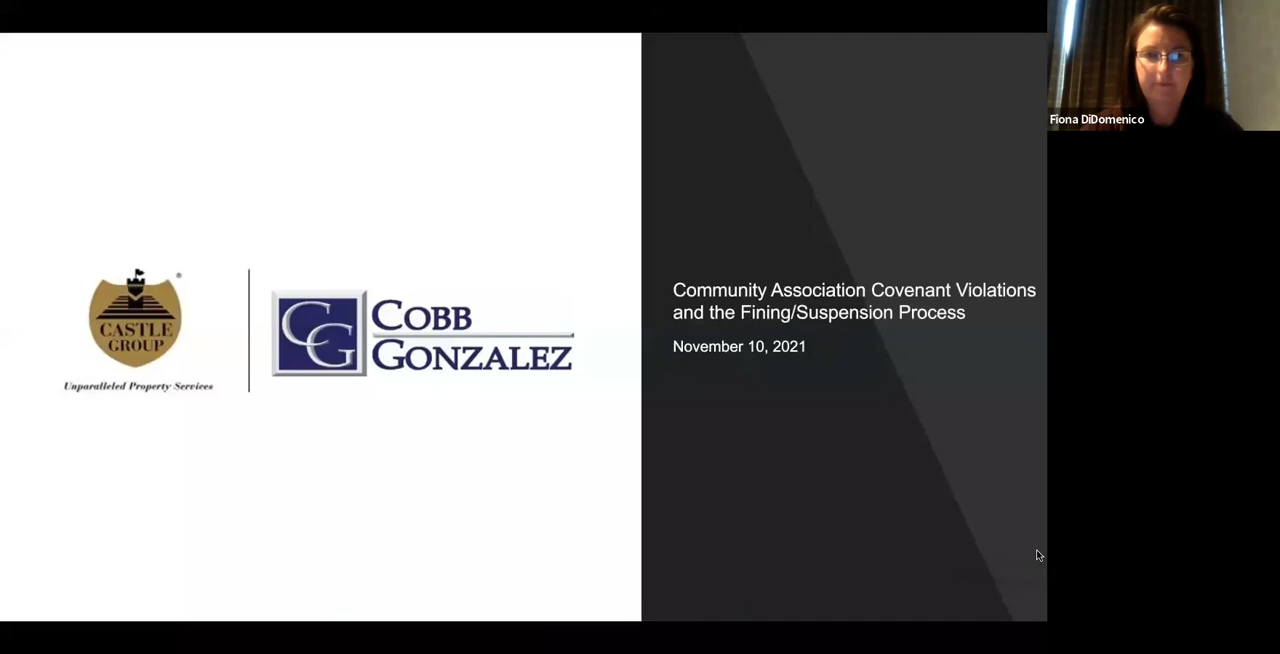 Fiona DiDomenico
CASTLE
GROUP
®
Unparalleled Property Services
CG
COBB
GONZALEZ
Community Association Covenant Violations
and the Fining/Suspension Process
November 10, 2021